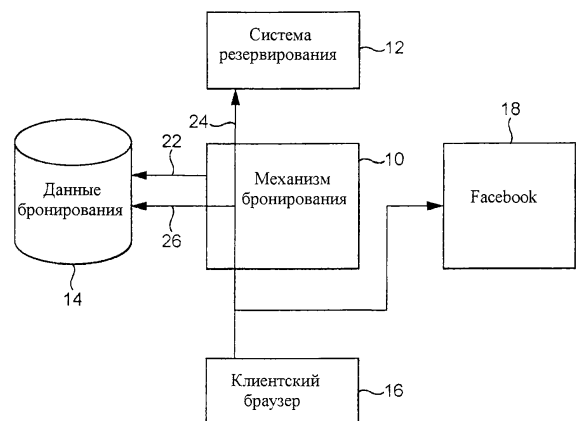 Система
резервирования
12
24
18
22
10
Данные
бронирования
Механизм
бронирования
Facebook
26
14
Клиентский
браузер
16